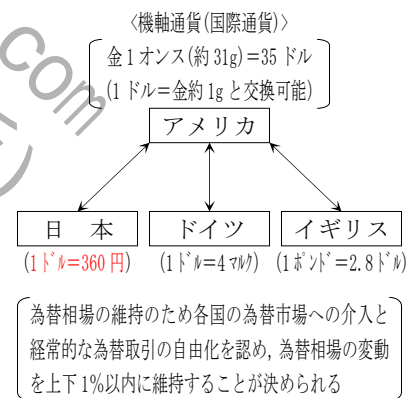 〈機軸通貨(国際通貨)〉
金1オンス(約31g)=35ドル
(1ドル=金約1gと交換可能)
アメリカ
日 本 ドイツ イギリス
(1ドル=360円) (1ドル=4マルク) (1ポンド=2.8ドル)
為替相場の維持のため各国の為替市場への介入と
経常的な為替取引の自由化を認め, 為替相場の変動
を上下1%以内に維持することが決められる
com